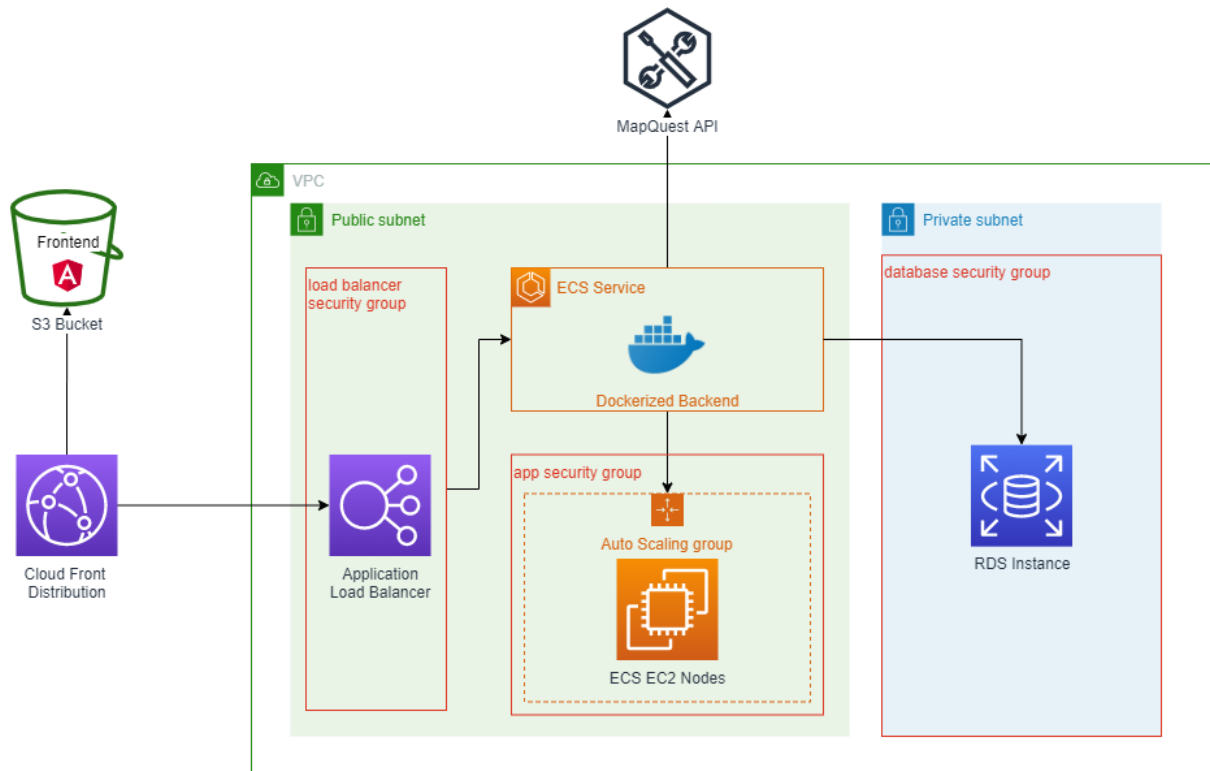 MapQuest API
VPC
Frontend
A
S3 Bucket
Public subnet
Private subnet
load balancer
security group
ECS Service
database security group
Dockerized Backend
app security group
Auto Scaling group
ECS EC2 Nodes
Cloud Front
Distribution
Application
Load Balancer
RDS Instance